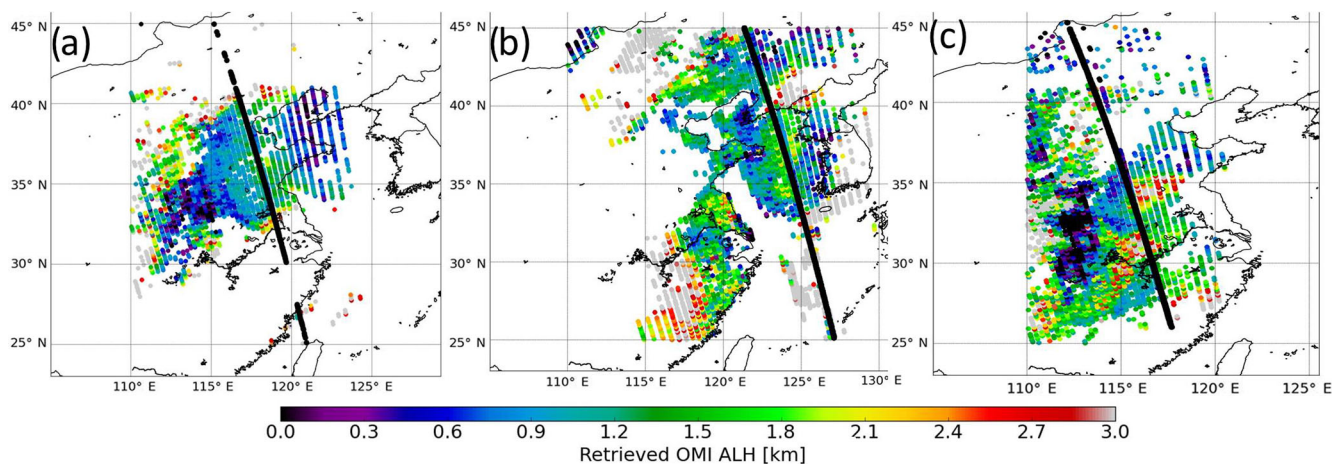 (a)
45° N
40° N
35° N
30° N
25° N
110° E 115° E 120° E 125° E
(b)
45° N
40° N
35° N
30° N
25° N
110° E 115° E 120° E 125° E 130° E
(c)
45° N
40° N
35° N
30° N
25° N
110° E 115° E 120° E 125° E
0.0 0.3 0.6 0.9 1.2 1.5 1.8 2.1 2.4 2.7 3.0
Retrieved OMI ALH [km]